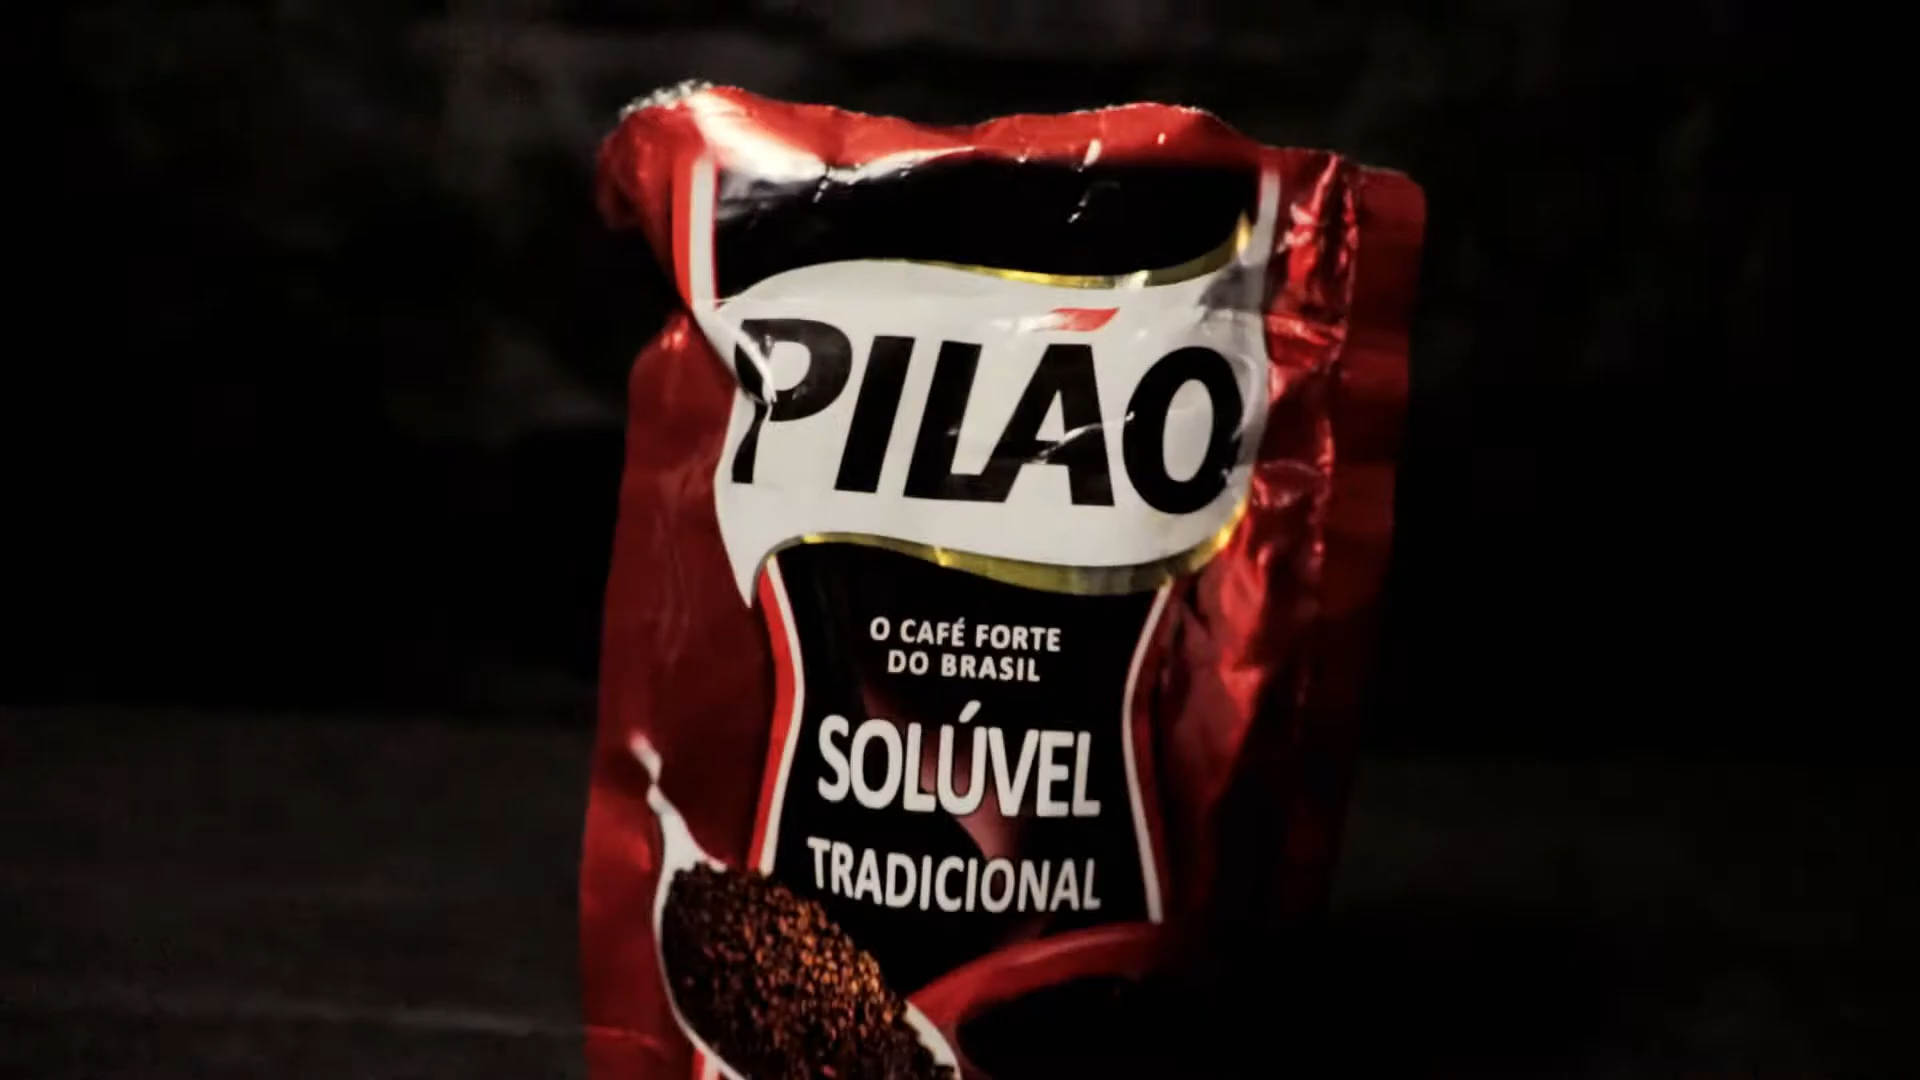 PILÃO
O CAFÉ FORTE
DO BRASIL
SOLÚVEL
TRADICIONAL